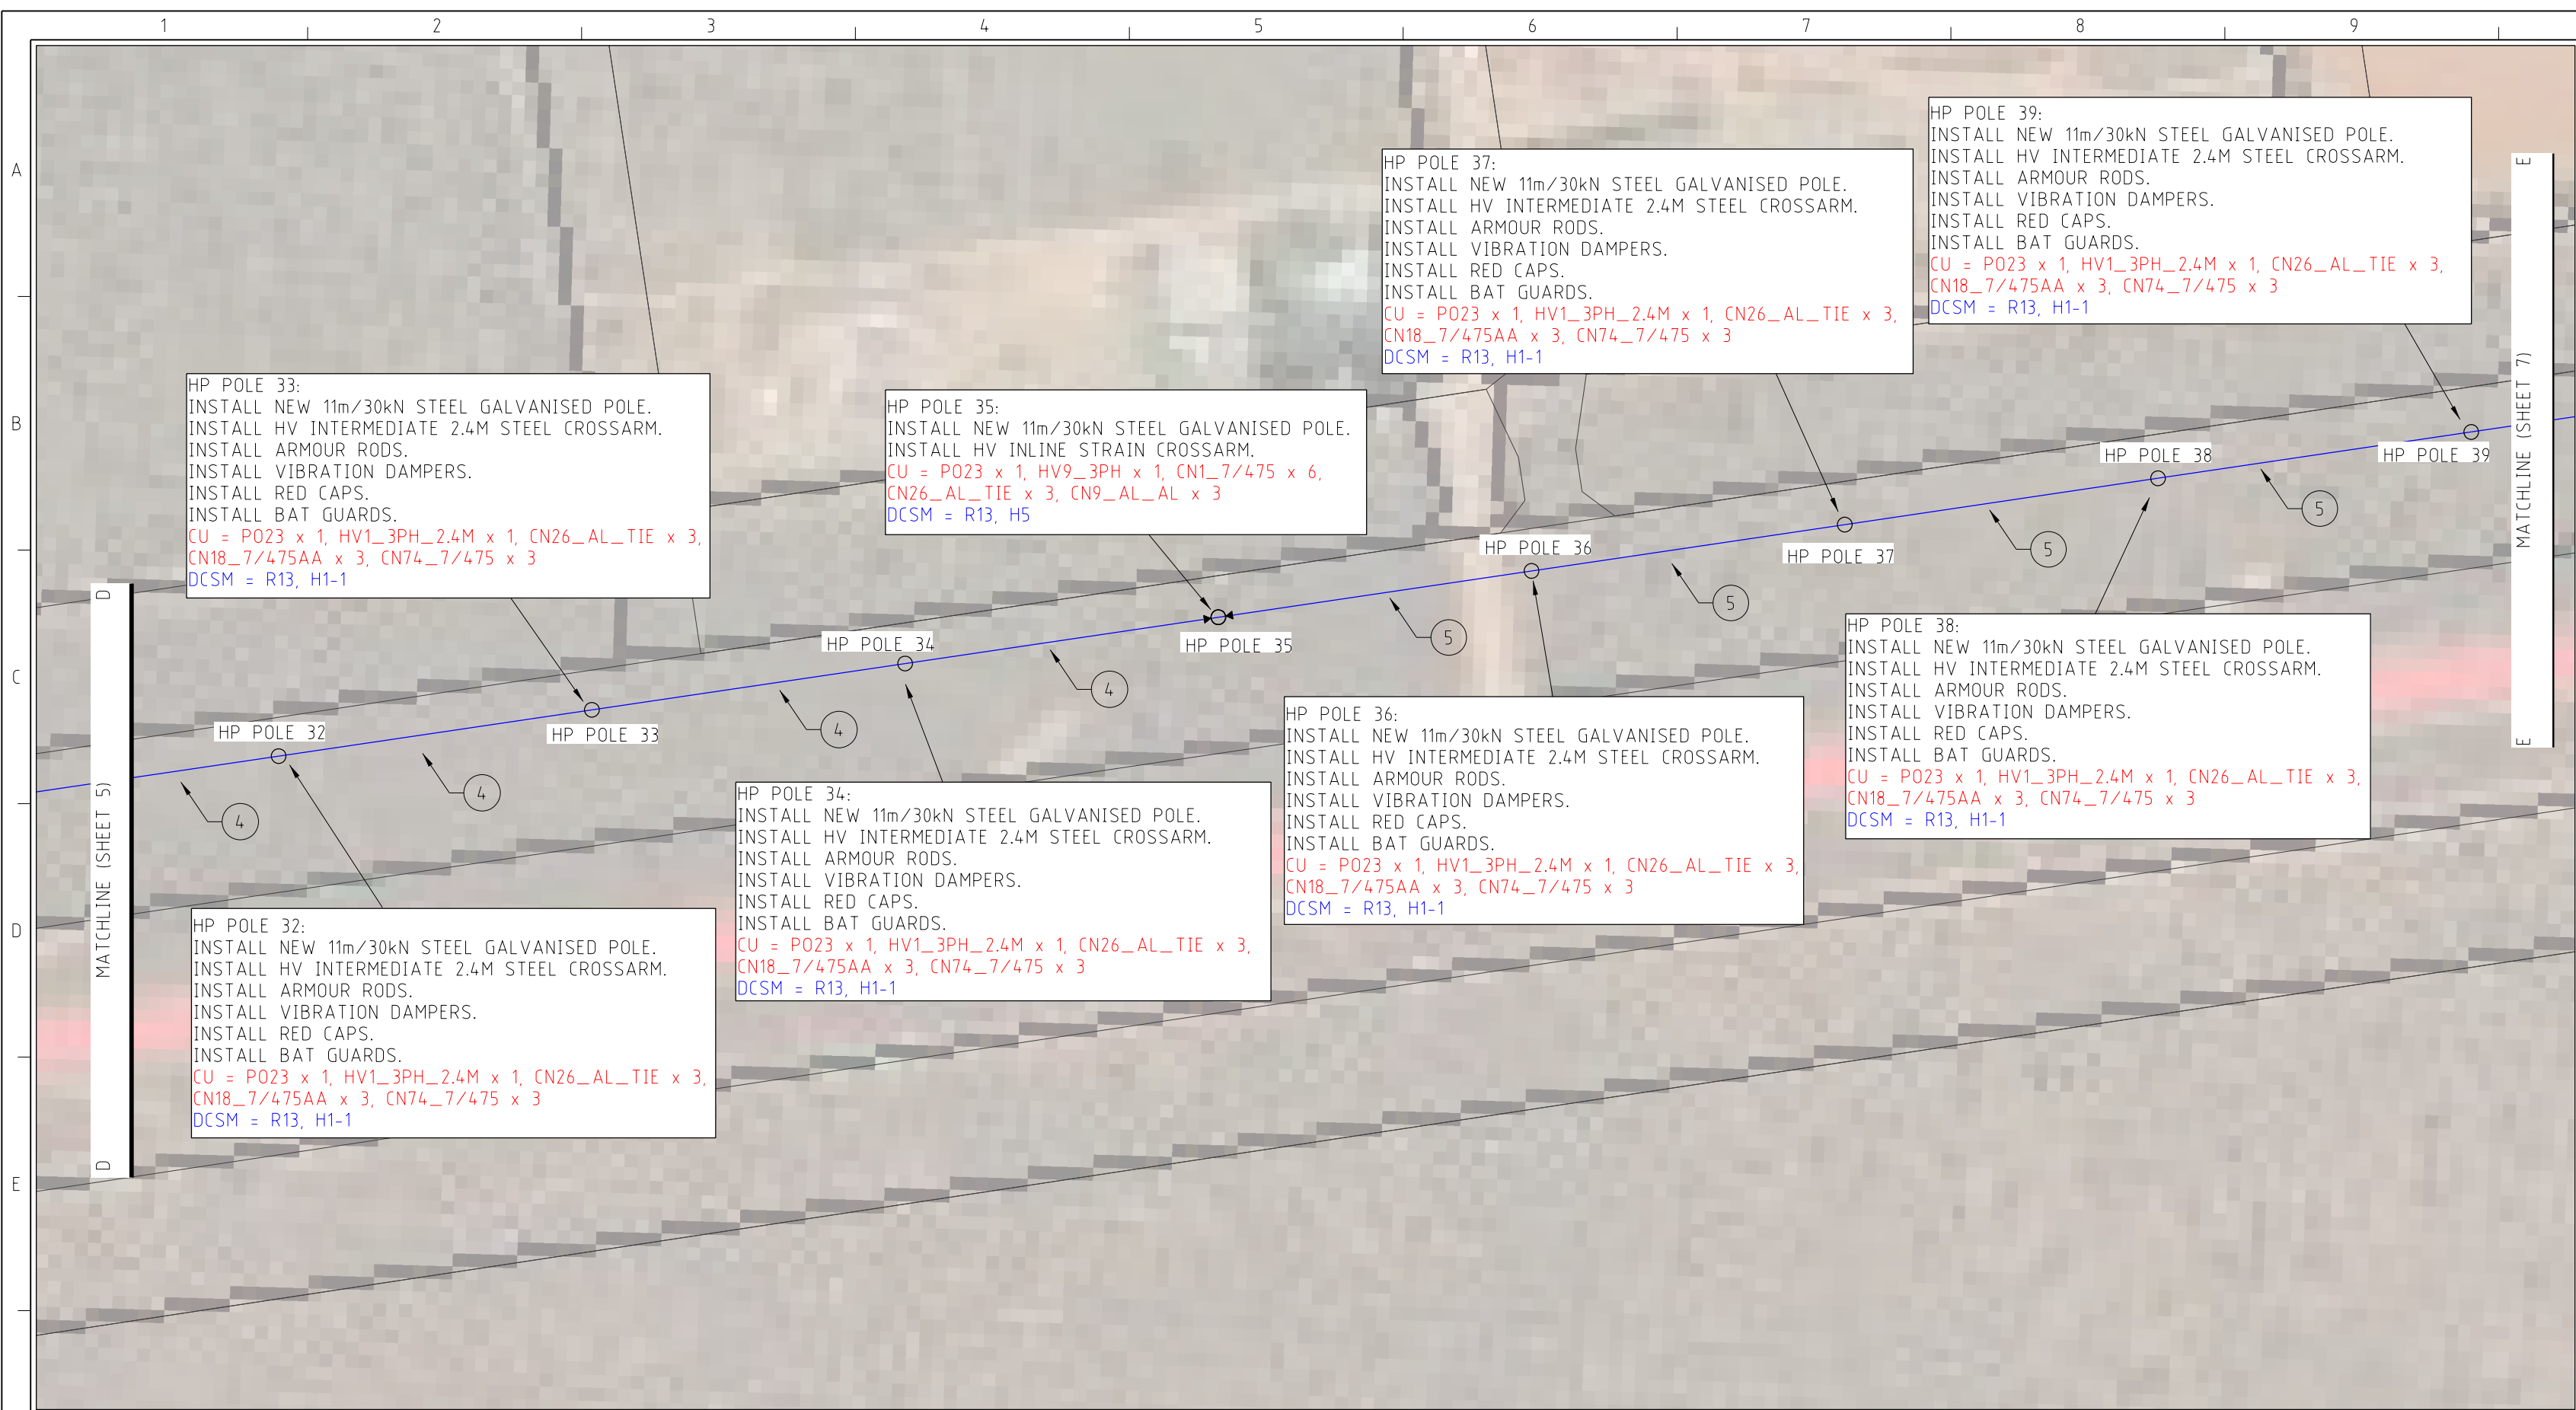 1 2 3 4 5 6 7 8 9
A
B
C
D
E
HP POLE 39:
INSTALL NEW 11m/30kN STEEL GALVANISED POLE.
INSTALL HV INTERMEDIATE 2.4M STEEL CROSSARM.
INSTALL ARMOUR RODS.
INSTALL VIBRATION DAMPERS.
INSTALL RED CAPS.
INSTALL BAT GUARDS.
CU = PO23 x 1, HV1_3PH_2.4M x 1, CN26_AL_TIE x 3,
CN18_7/475AA x 3, CN74_7/475 x 3
DCSM = R13, H1-1
HP POLE 37:
INSTALL NEW 11m/30kN STEEL GALVANISED POLE.
INSTALL HV INTERMEDIATE 2.4M STEEL CROSSARM.
INSTALL ARMOUR RODS.
INSTALL VIBRATION DAMPERS.
INSTALL RED CAPS.
INSTALL BAT GUARDS.
CU = PO23 x 1, HV1_3PH_2.4M x 1, CN26_AL_TIE x 3,
CN18_7/475AA x 3, CN74_7/475 x 3
DCSM = R13, H1-1
HP POLE 33:
INSTALL NEW 11m/30kN STEEL GALVANISED POLE.
INSTALL HV INTERMEDIATE 2.4M STEEL CROSSARM.
INSTALL ARMOUR RODS.
INSTALL VIBRATION DAMPERS.
INSTALL RED CAPS.
INSTALL BAT GUARDS.
CU = PO23 x 1, HV1_3PH_2.4M x 1, CN26_AL_TIE x 3,
CN18_7/475AA x 3, CN74_7/475 x 3
DCSM = R13, H1-1
HP POLE 35:
INSTALL NEW 11m/30kN STEEL GALVANISED POLE.
INSTALL HV INLINE STRAIN CROSSARM.
CU = PO23 x 1, HV9_3PH x 1, CN1_7/475 x 6,
CN26_AL_TIE x 3, CN9_AL_AL x 3
DCSM = R13, H5
E
MATCHLINE (SHEET 7)
E
HP POLE 38
HP POLE 39
5
5
HP POLE 36
HP POLE 37
5
5
HP POLE 34
HP POLE 35
4
4
HP POLE 32
HP POLE 33
4
4
D
MATCHLINE (SHEET 5)
D
HP POLE 38:
INSTALL NEW 11m/30kN STEEL GALVANISED POLE.
INSTALL HV INTERMEDIATE 2.4M STEEL CROSSARM.
INSTALL ARMOUR RODS.
INSTALL VIBRATION DAMPERS.
INSTALL RED CAPS.
INSTALL BAT GUARDS.
CU = PO23 x 1, HV1_3PH_2.4M x 1, CN26_AL_TIE x 3,
CN18_7/475AA x 3, CN74_7/475 x 3
DCSM = R13, H1-1
HP POLE 36:
INSTALL NEW 11m/30kN STEEL GALVANISED POLE.
INSTALL HV INTERMEDIATE 2.4M STEEL CROSSARM.
INSTALL ARMOUR RODS.
INSTALL VIBRATION DAMPERS.
INSTALL RED CAPS.
INSTALL BAT GUARDS.
CU = PO23 x 1, HV1_3PH_2.4M x 1, CN26_AL_TIE x 3,
CN18_7/475AA x 3, CN74_7/475 x 3
DCSM = R13, H1-1
HP POLE 34:
INSTALL NEW 11m/30kN STEEL GALVANISED POLE.
INSTALL HV INTERMEDIATE 2.4M STEEL CROSSARM.
INSTALL ARMOUR RODS.
INSTALL VIBRATION DAMPERS.
INSTALL RED CAPS.
INSTALL BAT GUARDS.
CU = PO23 x 1, HV1_3PH_2.4M x 1, CN26_AL_TIE x 3,
CN18_7/475AA x 3, CN74_7/475 x 3
DCSM = R13, H1-1
HP POLE 32:
INSTALL NEW 11m/30kN STEEL GALVANISED POLE.
INSTALL HV INTERMEDIATE 2.4M STEEL CROSSARM.
INSTALL ARMOUR RODS.
INSTALL VIBRATION DAMPERS.
INSTALL RED CAPS.
INSTALL BAT GUARDS.
CU = PO23 x 1, HV1_3PH_2.4M x 1, CN26_AL_TIE x 3,
CN18_7/475AA x 3, CN74_7/475 x 3
DCSM = R13, H1-1